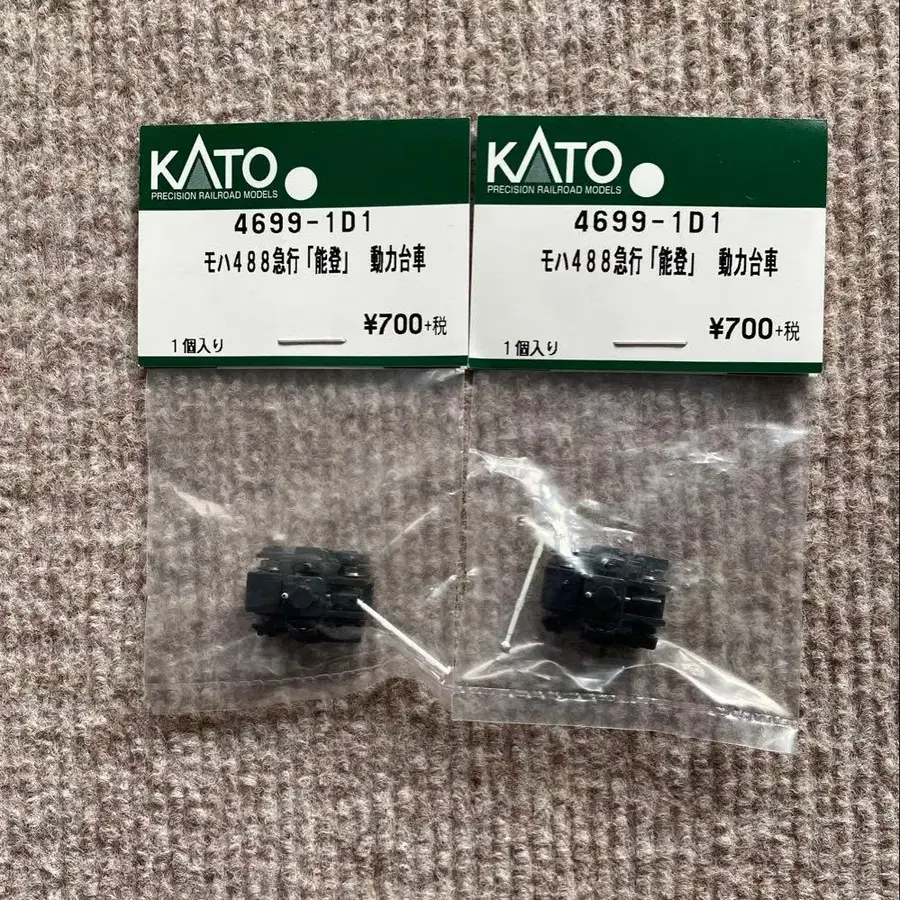 KATO
PRECISION RAILROAD MODELS
4699-1D1
モハ488急行「能登」 動力台車
¥700+税
1個入り
KATO
PRECISION RAILROAD MODELS
4699-1D1
モハ488急行「能登」 動力台車
¥700+税
1個入り